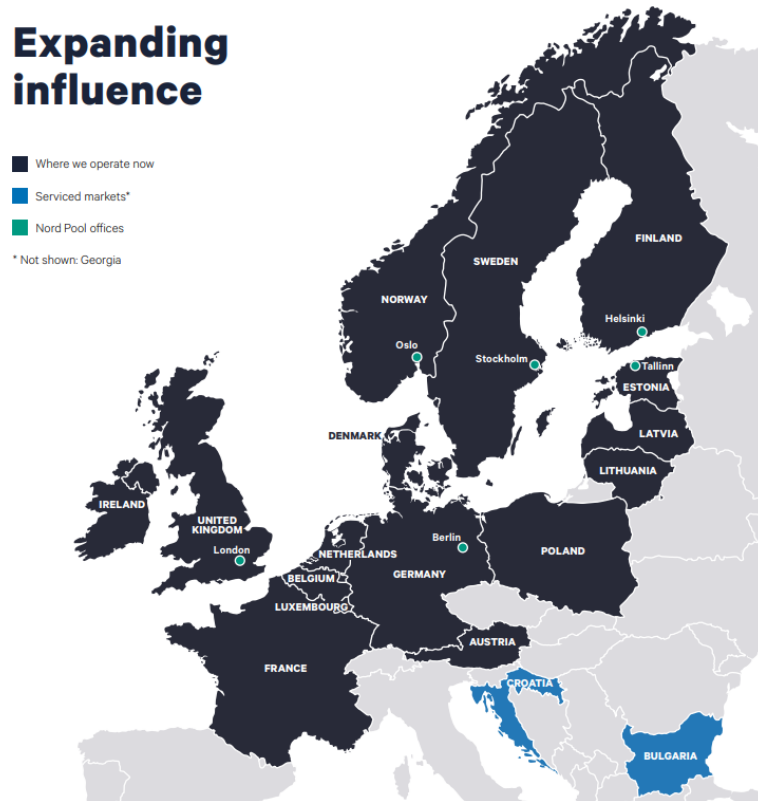 Expanding
influence
Where we operate now
Serviced markets*
Nord Pool offices
* Not shown: Georgia
FINLAND
SWEDEN
NORWAY
Helsinki
Oslo
Stockholm
Tallinn
ESTONIA
DENMARK
LATVIA
LITHUANIA
IRELAND
UNITED
KINGDOM
London
Berlin
NETHERLANDS
POLAND
GERMANY
BELGIUM
LUXEMBOURG
AUSTRIA
FRANCE
CROATIA
BULGARIA